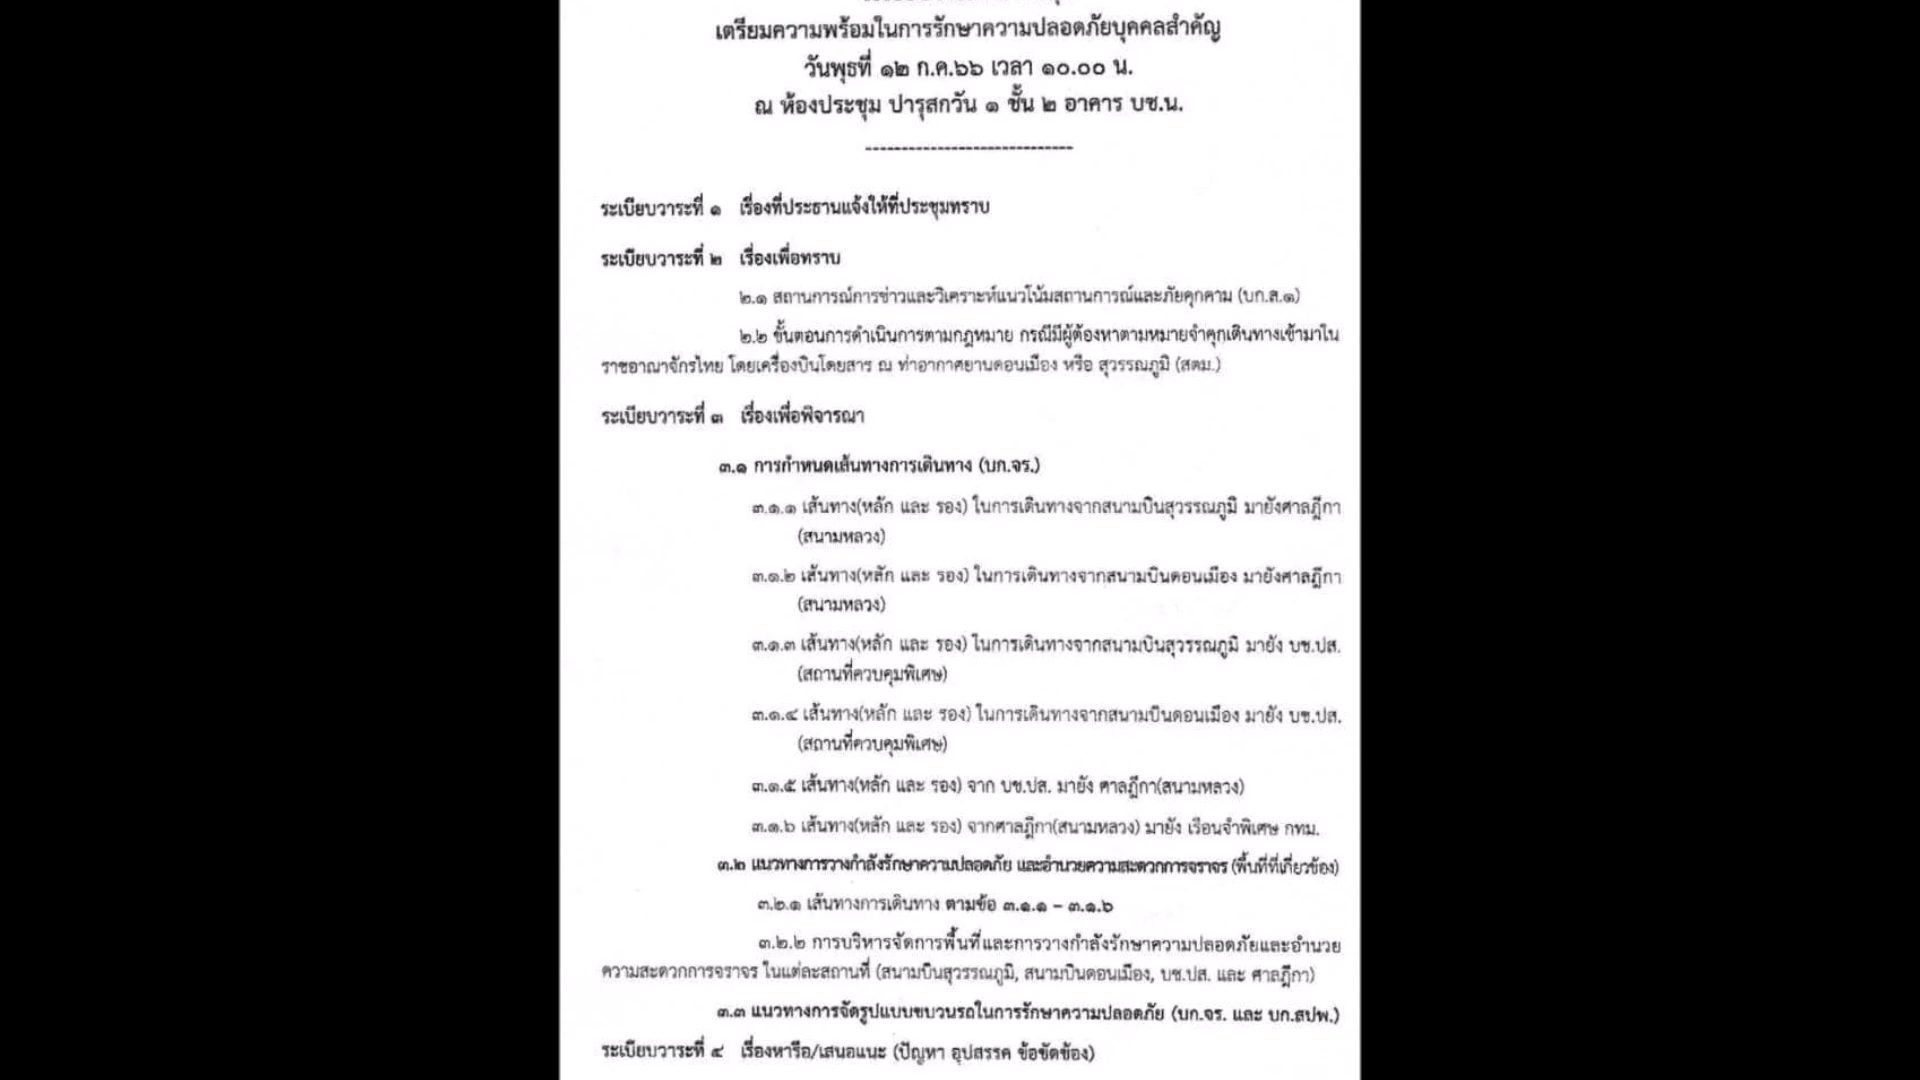 เตรียมความพร้อมในการรักษาความปลอดภัยบุคคลสำคัญ
วันพุธที่ ๑๒ ก.ค.๖๖ เวลา ๑๐.๐๐ น.
ณ ห้องประชุม ปารุสกวัน ๑ ชั้น ๒ อาคาร บช.น.
-----------------------------
ระเบียบวาระที่ ๑ เรื่องที่ประธานแจ้งให้ที่ประชุมทราบ
ระเบียบวาระที่ ๒ เรื่องเพื่อทราบ
๒.๑ สถานการณ์การข่าวและวิเคราะห์แนวโน้มสถานการณ์และภัยคุกคาม (บก.ส.๑)
๒.๒ ขั้นตอนการดำเนินการตามกฎหมาย กรณีมีผู้ต้องหาตามหมายจำคุกเดินทางเข้ามาใน
ราชอาณาจักรไทย โดยเครื่องบินโดยสาร ณ ท่าอากาศยานดอนเมือง หรือ สุวรรณภูมิ (สตม.)
ระเบียบวาระที่ ๓ เรื่องเพื่อพิจารณา
๓.๑ การกำหนดเส้นทางการเดินทาง (บก.จร.)
๓.๑.๑ เส้นทาง(หลัก และ รอง) ในการเดินทางจากสนามบินสุวรรณภูมิ มายังศาลฎีกา
(สนามหลวง)
๓.๑.๒ เส้นทาง(หลัก และ รอง) ในการเดินทางจากสนามบินดอนเมือง มายังศาลฎีกา
(สนามหลวง)
๓.๑.๓ เส้นทาง(หลัก และ รอง) ในการเดินทางจากสนามบินสุวรรณภูมิ มายัง บช.ปส.
(สถานที่ควบคุมพิเศษ)
๓.๑.๔ เส้นทาง(หลัก และ รอง) ในการเดินทางจากสนามบินดอนเมือง มายัง บช.ปส.
(สถานที่ควบคุมพิเศษ)
๓.๑.๕ เส้นทาง(หลัก และ รอง) จาก บช.ปส. มายัง ศาลฎีกา(สนามหลวง)
๓.๑.๖ เส้นทาง(หลัก และ รอง) จากศาลฎีกา(สนามหลวง) มายัง เรือนจำพิเศษ กทม.
๓.๒ แนวทางการวางกำลังรักษาความปลอดภัย และอำนวยความสะดวกการจราจร (พื้นที่ที่เกี่ยวข้อง)
๓.๒.๑ เส้นทางการเดินทาง ตามข้อ ๓.๑.๑ – ๓.๑.๖
๓.๒.๒ การบริหารจัดการพื้นที่และการวางกำลังรักษาความปลอดภัยและอำนวย
ความสะดวกการจราจร ในแต่ละสถานที่ (สนามบินสุวรรณภูมิ, สนามบินดอนเมือง, บช.ปส. และ ศาลฎีกา)
๓.๓ แนวทางการจัดรูปแบบขบวนรถในการรักษาความปลอดภัย (บก.จร. และ บก.สปพ.)
ระเบียบวาระที่ ๔ เรื่องหารือ/เสนอแนะ (ปัญหา อุปสรรค ข้อขัดข้อง)